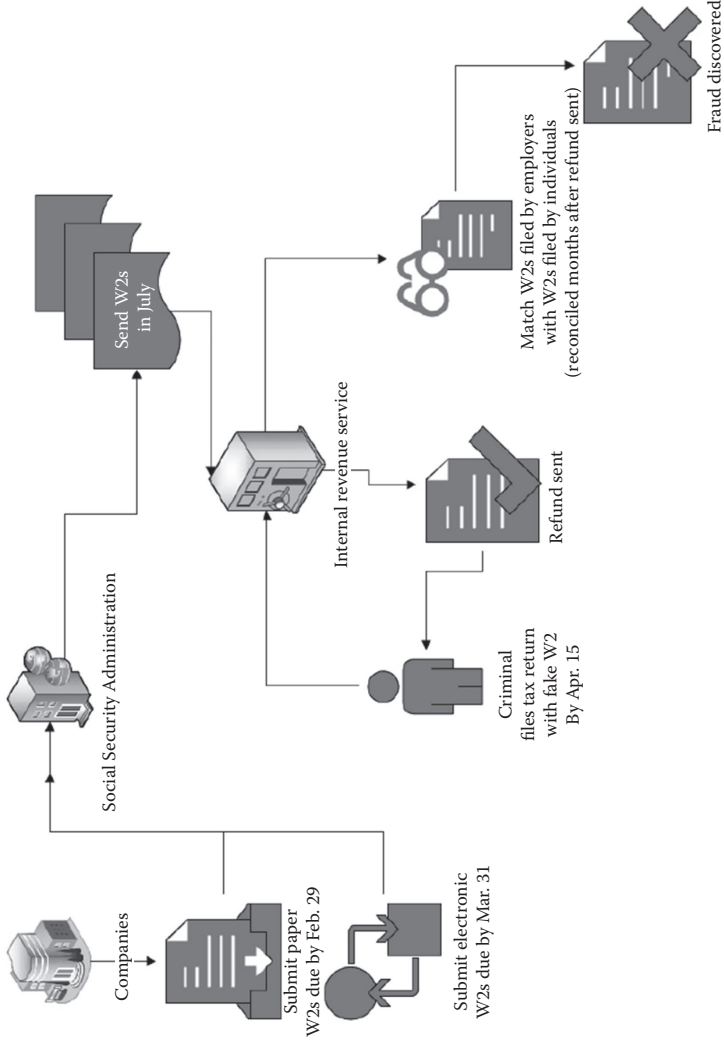 Companies
Submit paper
W2s due by Feb. 29
Submit electronic
W2s due by Mar. 31
Social Security Administration
Send W2s
in July
Internal revenue service
Criminal
files tax return
with fake W2
By Apr. 15
Refund sent
Match W2s filed by employers
with W2s filed by individuals
(reconciled months after refund sent)
Fraud discovered